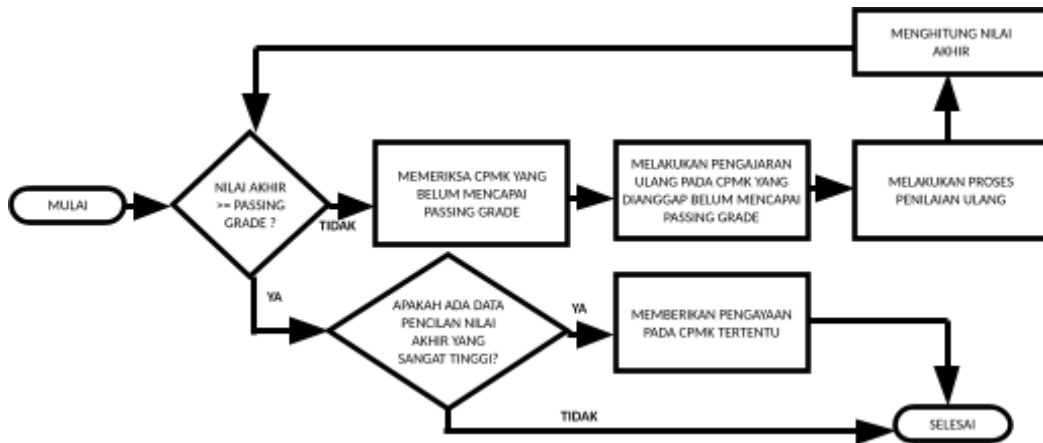 MENGHITUNG NILAI
AKHIR
MULAI
NILAI AKHIR
>= PASSING
GRADE ?
TIDAK
MEMERIKSA CPMK YANG
BELUM MENCAPAI
PASSING GRADE
MELAKUKAN PENGAJARAN
ULANG PADA CPMK YANG
DIANGGAP BELUM MENCAPAI
PASSING GRADE
MELAKUKAN PROSES
PENILAIAN ULANG
YA
APAKAH ADA DATA
PENCILAN NILAI
AKHIR YANG
SANGAT TINGGI?
YA
MEMBERIKAN PENGAYAAN
PADA CPMK TERTENTU
TIDAK
SELESAI